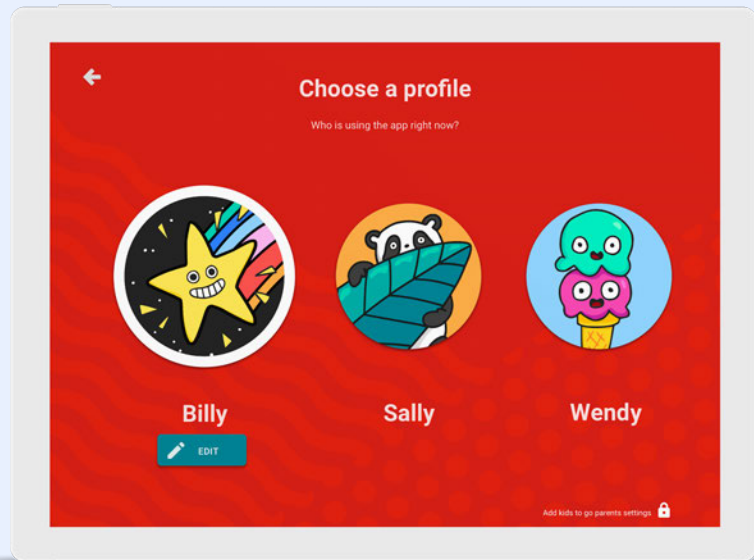 Choose a profile
Who is using the app right now?
Billy
Sally
Wendy
EDIT
Add kids to go parents settings